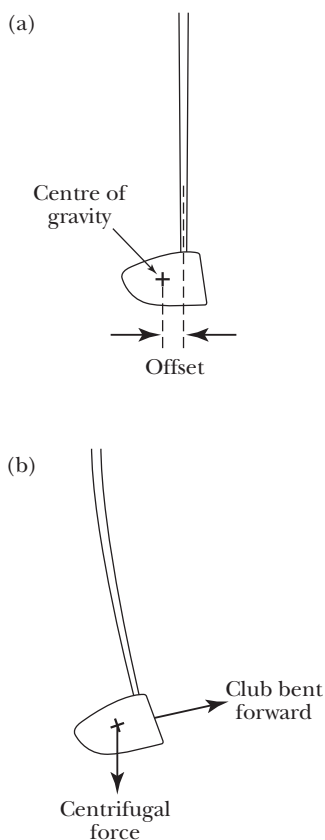 (a)
Centre of
gravity
Offset
(b)
Club bent
forward
Centrifugal
force